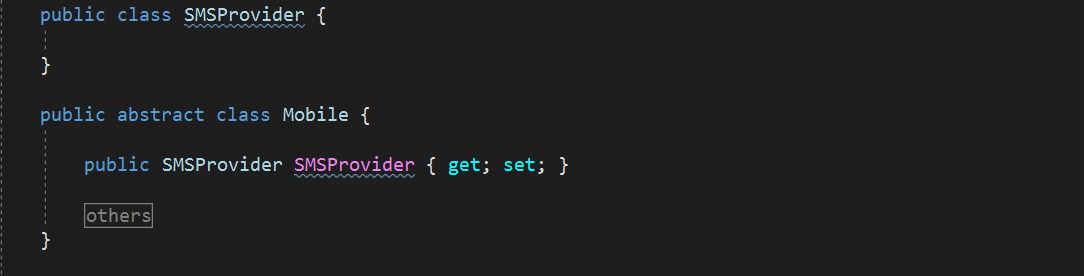 public class SMSProvider {
}
public abstract class Mobile {
public SMSProvider SMSProvider { get; set; }
others
}